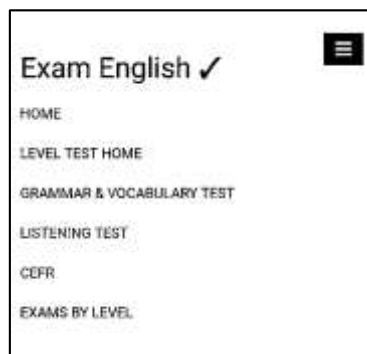 Exam English ✓
HOME
LEVEL TEST HOME
GRAMMAR & VOCABULARY TEST
LISTENING TEST
CEFR
EXAMS BY LEVEL